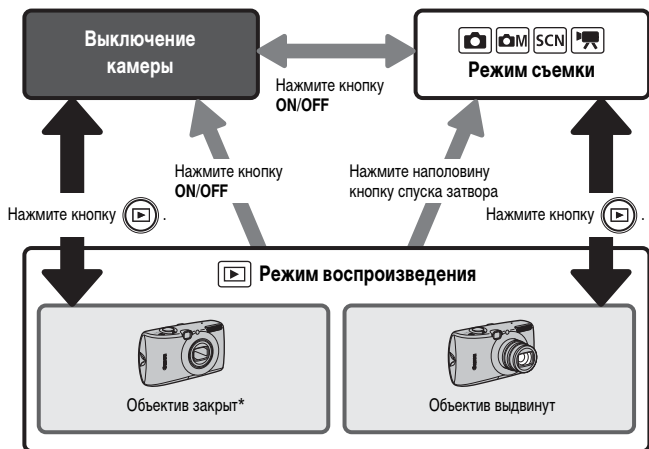 Выключение
камеры
M SCN
Режим съемки
Нажмите кнопку
ON/OFF
Нажмите кнопку
ON/OFF
Нажмите наполовину
кнопку спуска затвора
Нажмите кнопку .
Нажмите кнопку .
Режим воспроизведения
Объектив закрыт*
Объектив выдвинут